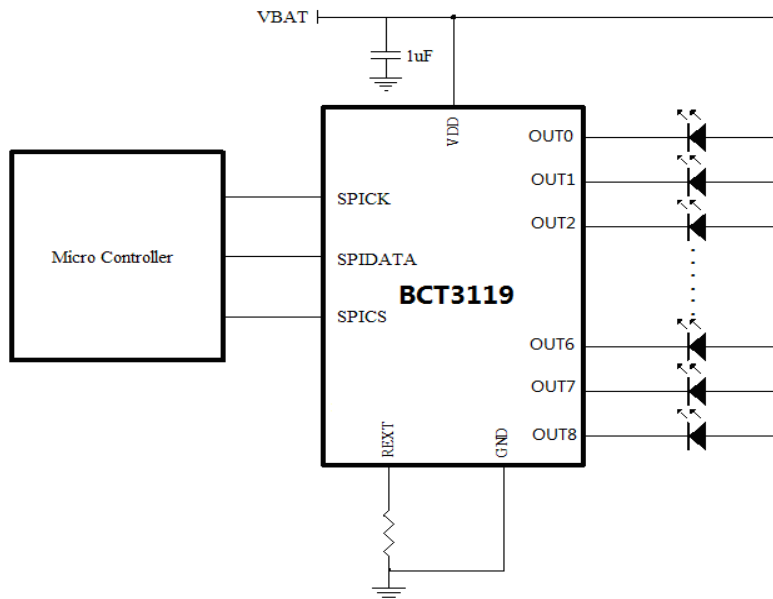 VBAT
1uF
VDD
OUT0
OUT1
SPICK
OUT2
Micro Controller
SPIDATA
BCT3119
SPICS
OUT6
OUT7
OUT8
REXT
GND